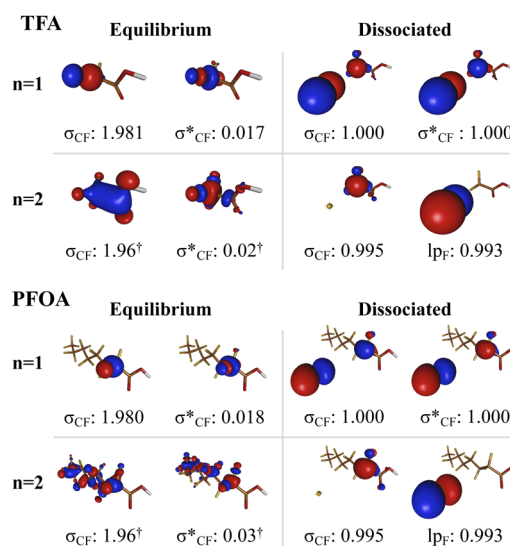 TFA
Equilibrium Dissociated
n=1
σCF: 1.981 σ*CF: 0.017 σCF: 1.000 σ*CF : 1.000
n=2
σCF: 1.96† σ*CF: 0.02† σCF: 0.995 lpF: 0.993
PFOA
Equilibrium Dissociated
n=1
σCF: 1.980 σ*CF: 0.018 σCF: 1.000 σ*CF: 1.000
n=2
σCF: 1.96† σ*CF: 0.03† σCF: 0.995 lpF: 0.993